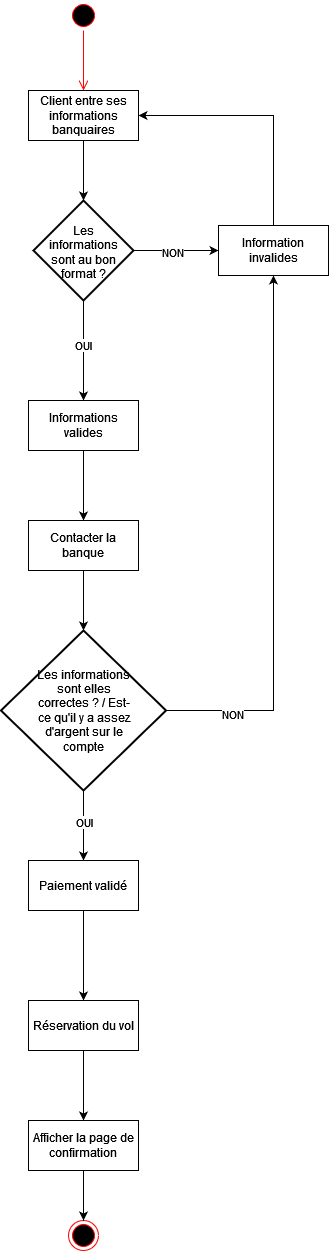 Client entre ses
informations
banquaires
Les
informations
sont au bon
format ?
NON
Information
invalides
OUI
Informations
valides
Contacter la
banque
Les informations
sont elles
correctes ? / Est-
ce qu'il y a assez
d'argent sur le
compte
NON
OUI
Paiement validé
Réservation du vol
Afficher la page de
confirmation